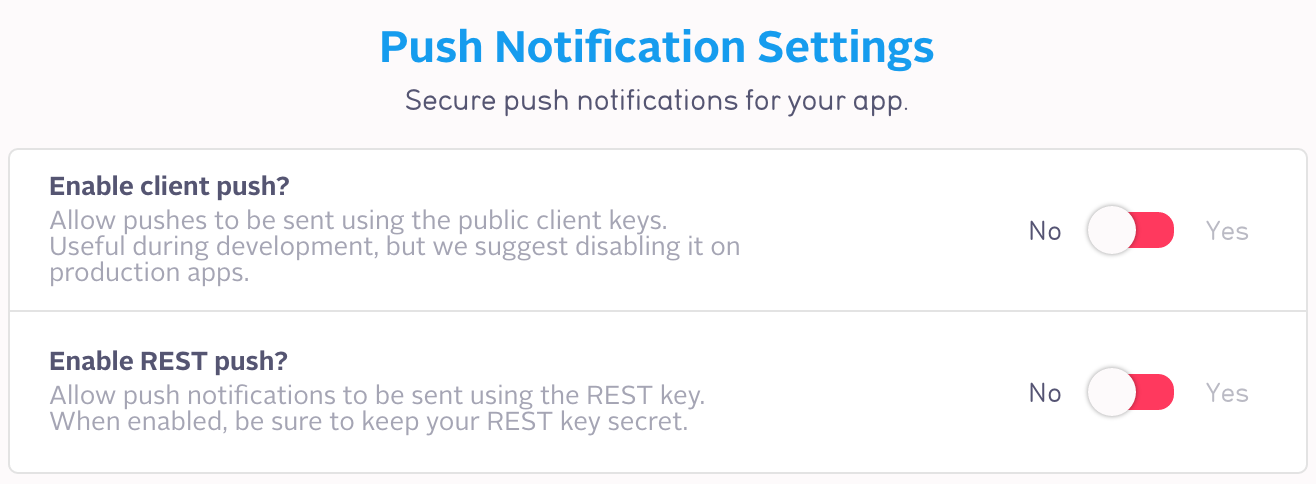 Push Notification Settings
Secure push notifications for your app.
Enable client push?
Allow pushes to be sent using the public client keys.
Useful during development, but we suggest disabling it on
production apps.
No Yes
Enable REST push?
Allow push notifications to be sent using the REST key.
When enabled, be sure to keep your REST key secret.
No Yes